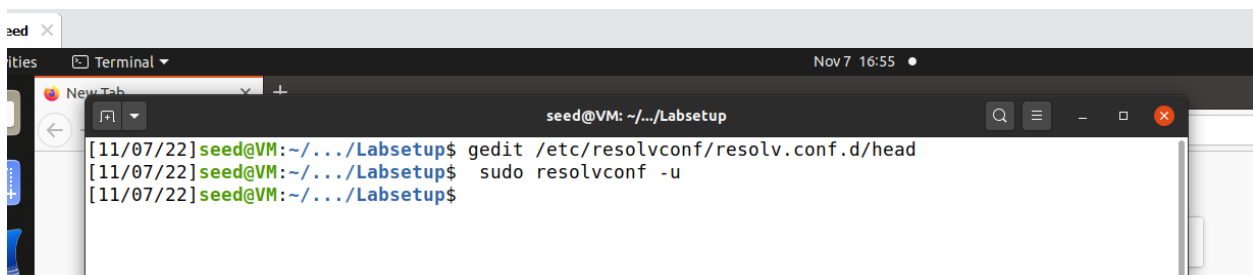 eed
ities Terminal Nov 7 16:55
New Tab
seed@VM: ~/.../Labsetup
[11/07/22]seed@VM:~/.../Labsetup$ gedit /etc/resolvconf/resolv.conf.d/head
[11/07/22]seed@VM:~/.../Labsetup$  sudo resolvconf -u
[11/07/22]seed@VM:~/.../Labsetup$